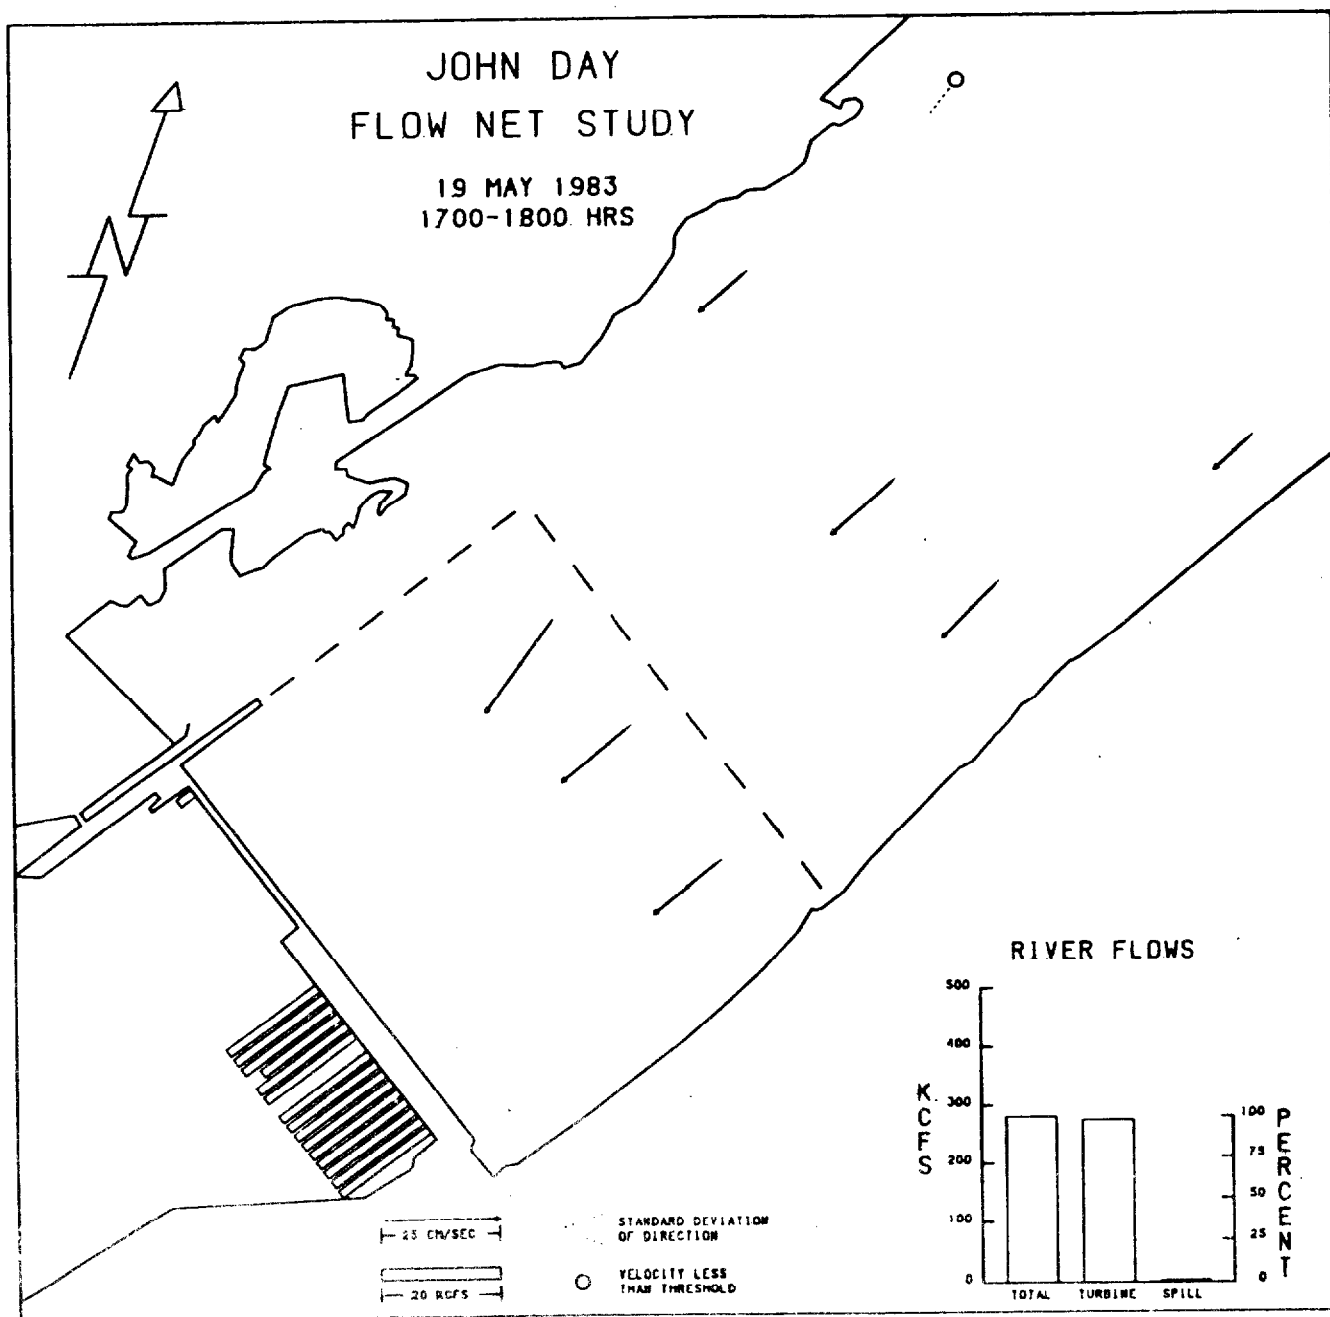 JOHN DAY
FLOW NET STUDY
19 MAY 1983
1700-1800 HRS
RIVER FLOWS
500
400
300
200
100
0
KCFS
100
75
50
25
0
PERCENT
TOTAL TURBINE SPILL
25 CM/SEC
20 KCFS
STANDARD DEVIATION
OF DIRECTION
VELOCITY LESS
THAN THRESHOLD